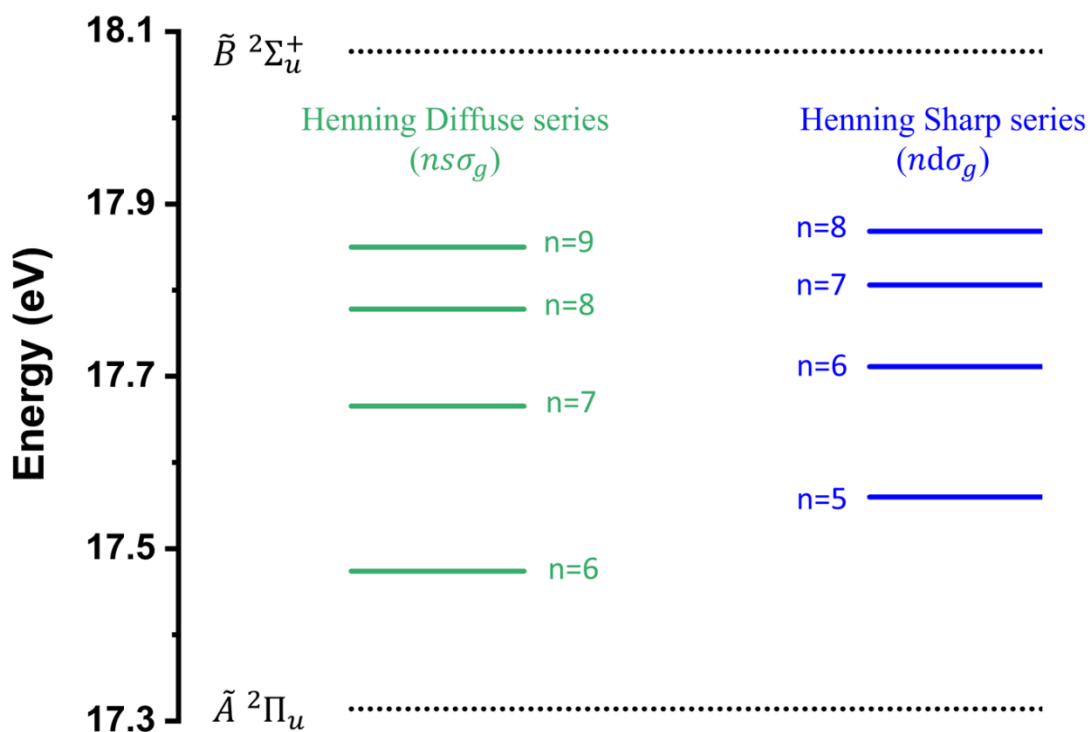 18.1
17.9
17.7
17.5
17.3
Energy (eV)
B̃ ²Σᵤ⁺
Henning Diffuse series
(nsσg)
n=9
n=8
n=7
n=6
Henning Sharp series
(ndσg)
n=8
n=7
n=6
n=5
Ã ²Πᵤ